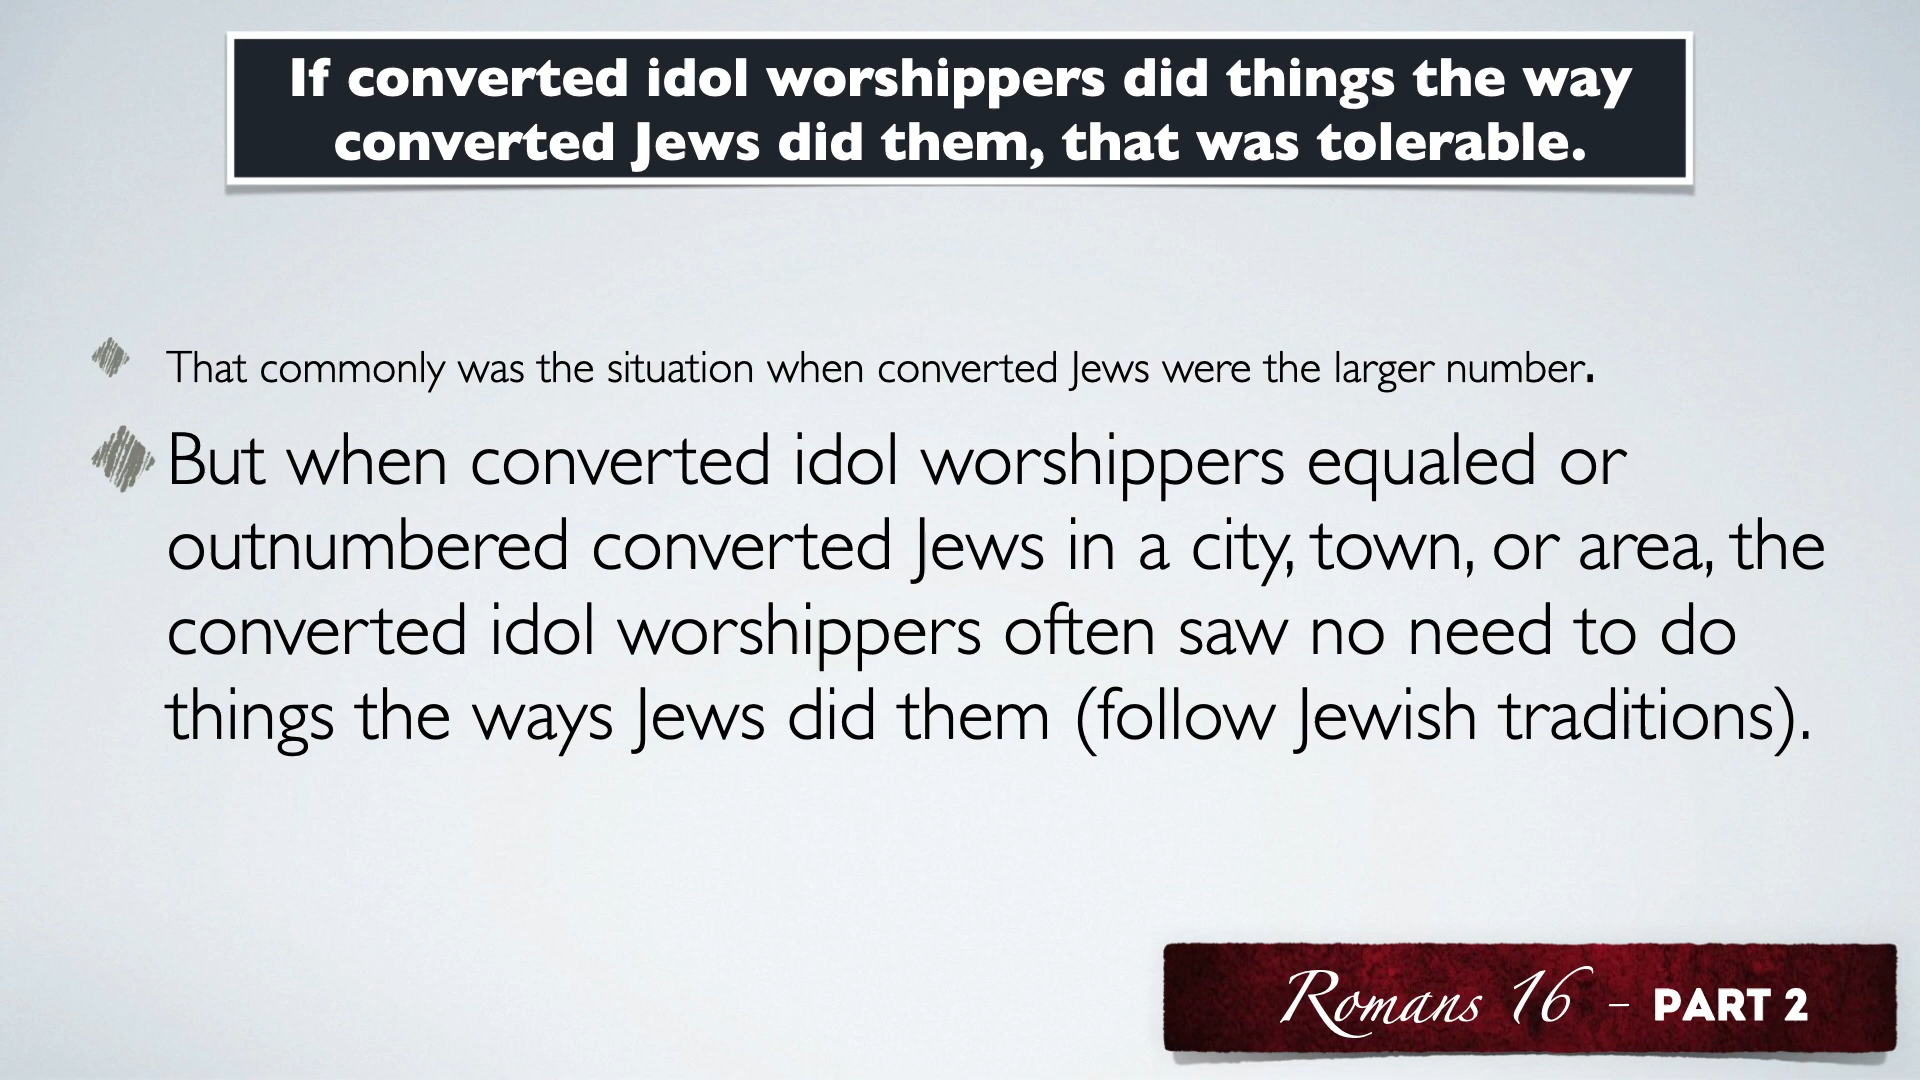 If converted idol worshippers did things the way
converted Jews did them, that was tolerable.
That commonly was the situation when converted Jews were the larger number.
But when converted idol worshippers equaled or
outnumbered converted Jews in a city, town, or area, the
converted idol worshippers often saw no need to do
things the ways Jews did them (follow Jewish traditions).
Romans 16 – PART 2